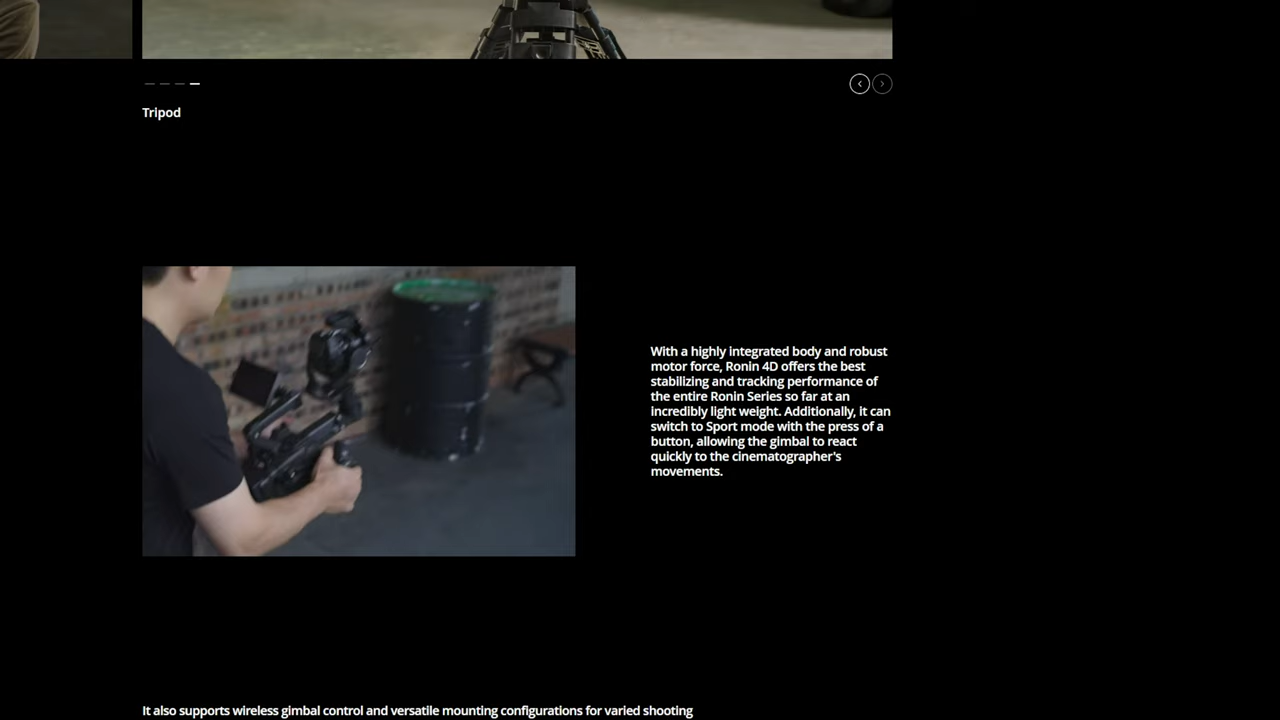 Tripod
With a highly integrated body and robust
motor force, Ronin 4D offers the best
stabilizing and tracking performance of
the entire Ronin Series so far at an
incredibly light weight. Additionally, it can
switch to Sport mode with the press of a
button, allowing the gimbal to react
quickly to the cinematographer's
movements.
It also supports wireless gimbal control and versatile mounting configurations for varied shooting